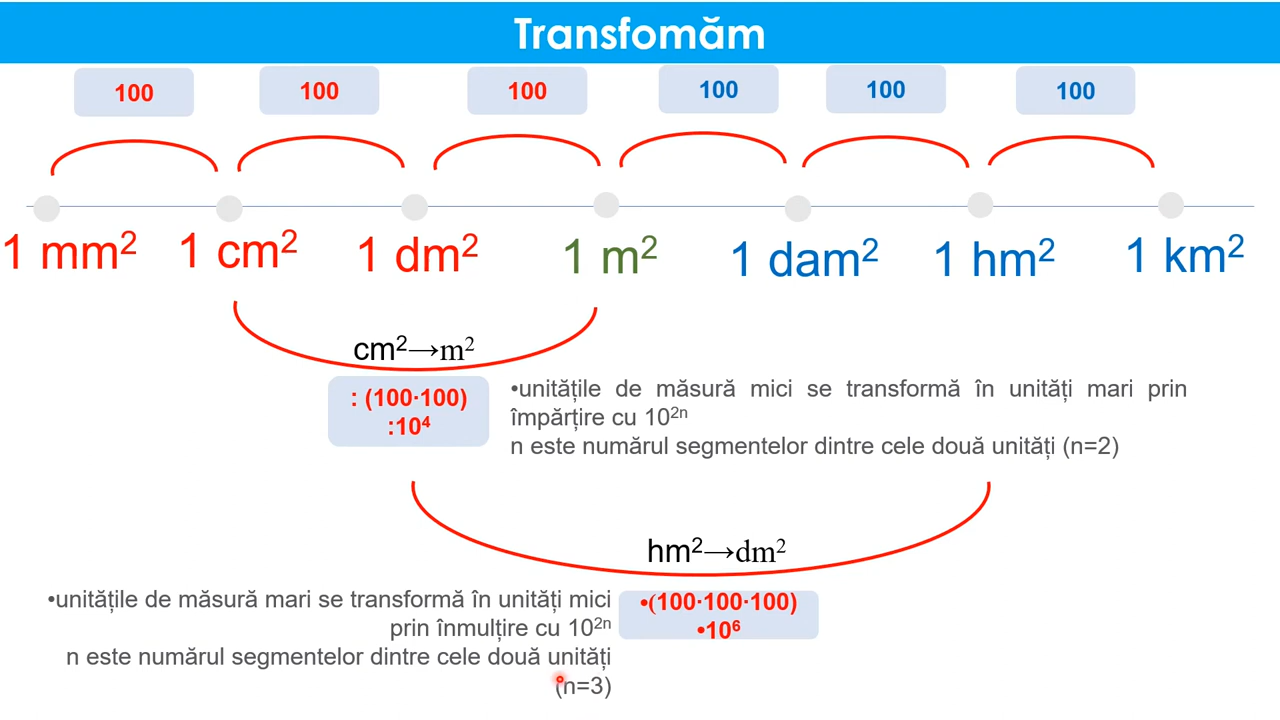 Transfomăm
100 100 100 100 100 100
1 mm² 1 cm² 1 dm² 1 m² 1 dam² 1 hm² 1 km²
cm²→m²
: (100·100)
:10⁴
•unitățile de măsură mici se transformă în unități mari prin
împărțire cu 10²ⁿ
n este numărul segmentelor dintre cele două unități (n=2)
hm²→dm²
•(100·100·100)
•10⁶
•unitățile de măsură mari se transformă în unități mici
prin înmulțire cu 10²ⁿ
n este numărul segmentelor dintre cele două unități
(n=3)